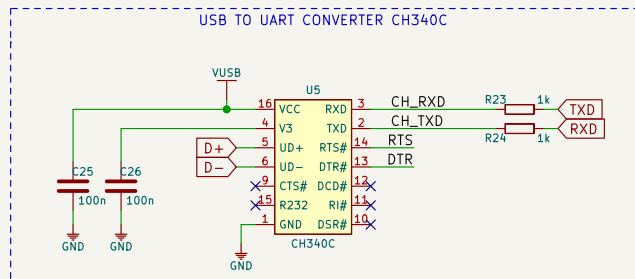 USB TO UART CONVERTER CH340C
VUSB
U5
16 VCC RXD 3 CH_RXD R23 1k TXD
4 V3 TXD 2 CH_TXD R24 1k RXD
D+ 5 UD+ RTS# 14 RTS
D- 6 UD- DTR# 13 DTR
C25 100n
C26 100n
9 CTS# DCD# 12
15 R232 RI# 11
1 GND DSR# 10
CH340C
GND
GND
GND